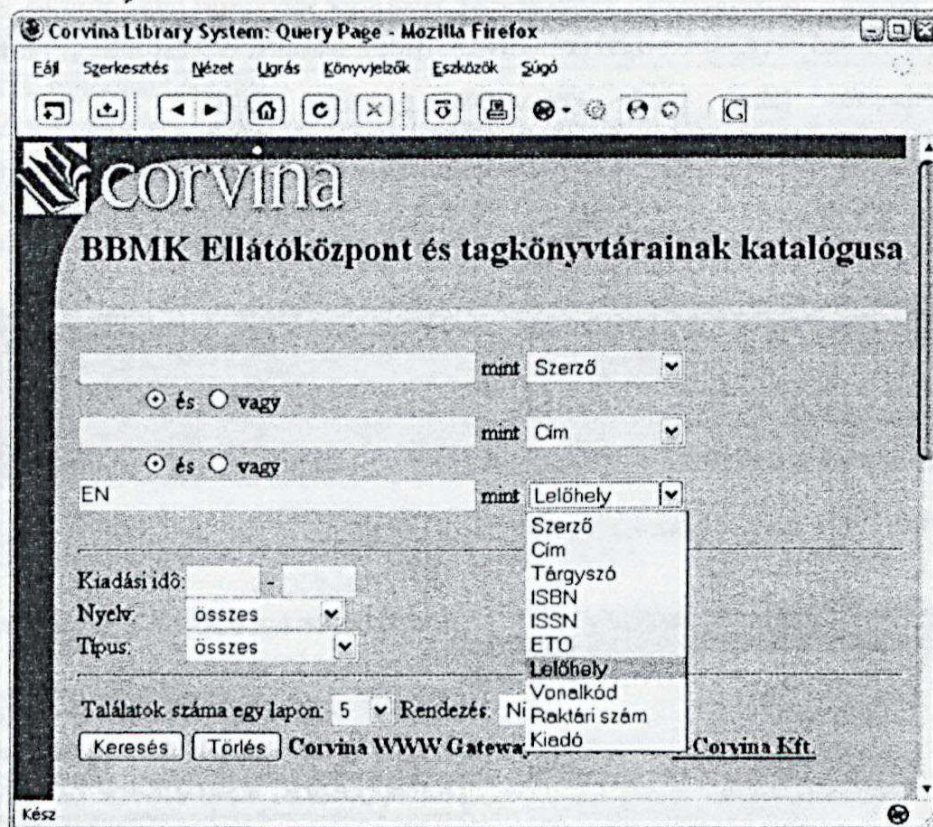 Corvina Library System: Query Page - Mozilla Firefox
Fájl Szerkesztés Nézet Ugrás Könyvjelzők Eszközök Súgó
G
corvina
BBMK Ellátóközpont és tagkönyvtárainak katalógusa
mint Szerző
és vagy
mint Cím
és vagy
EN mint Lelőhely
Szerző
Cím
Tárgyszó
ISBN
ISSN
ETO
Lelőhely
Vonalkód
Raktári szám
Kiadó
Kiadási idő: -
Nyelv: összes
Típus: összes
Találatok száma egy lapon: 5 Rendezés:
Keresés Törlés Corvina WWW -Corvina Kft.
Kész